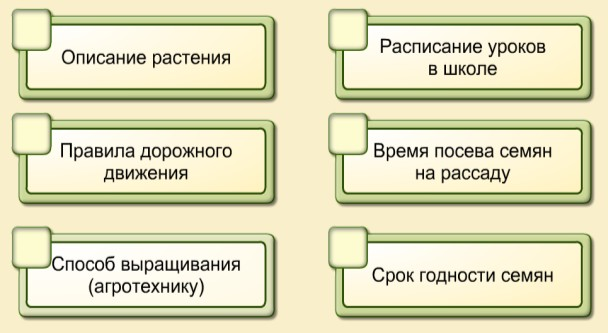 Описание растения
Расписание уроков
в школе
Правила дорожного
движения
Время посева семян
на рассаду
Способ выращивания
(агротехнику)
Срок годности семян